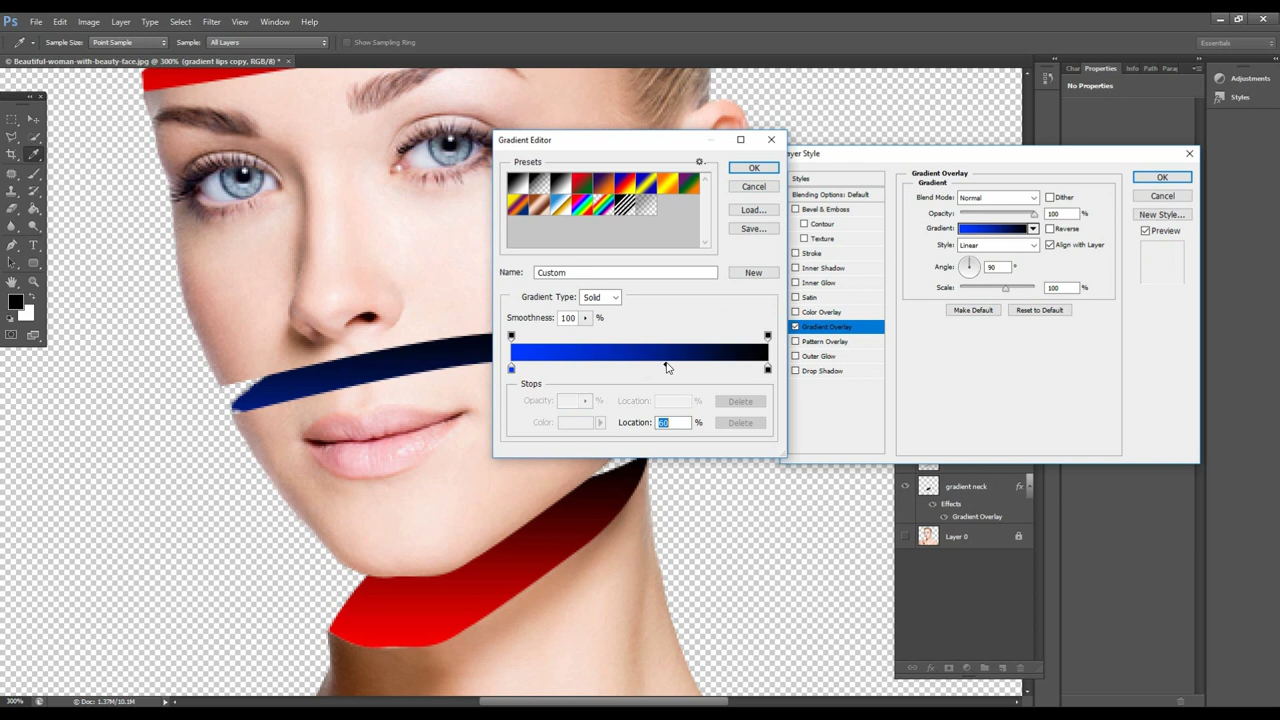 Ps File Edit Image Layer Type Select Filter View Window Help
Sample Size: Point Sample Sample: All Layers Show Sampling Ring Essentials
© Beautiful-woman-with-beauty-face.jpg @ 300% (gradient lips copy, RGB/8) * ×
Char Properties Info Path Para
No Properties
Adjustments
Styles
Gradient Editor
Presets
OK
Cancel
Load...
Save...
Name: Custom New
Gradient Type: Solid
Smoothness: 100 %
Stops
Opacity: % Location: % Delete
Color: Location: 60 % Delete
ayer Style
Styles
Blending Options: Default
Bevel & Emboss
Contour
Texture
Stroke
Inner Shadow
Inner Glow
Satin
Color Overlay
Gradient Overlay
Pattern Overlay
Outer Glow
Drop Shadow
Gradient Overlay
Gradient
Blend Mode: Normal Dither
Opacity: 100 %
Gradient: Reverse
Style: Linear Align with Layer
Angle: 90 °
Scale: 100 %
Make Default Reset to Default
OK
Cancel
New Style...
Preview
gradient neck fx
Effects
Gradient Overlay
Layer 0
300% Doc: 1.37M/10.1M